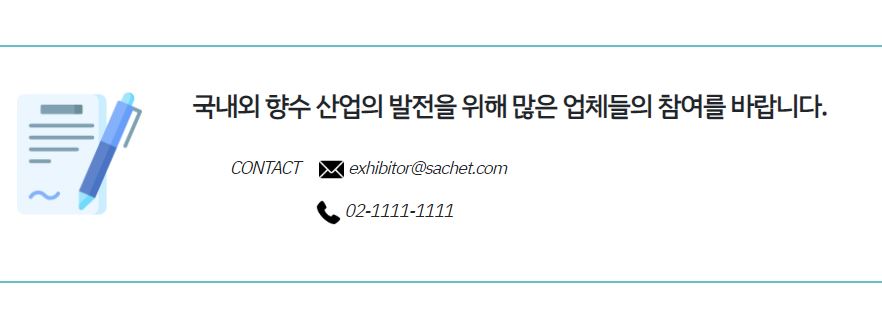 국내외 향수 산업의 발전을 위해 많은 업체들의 참여를 바랍니다.
CONTACT exhibitor@sachet.com
02-1111-1111